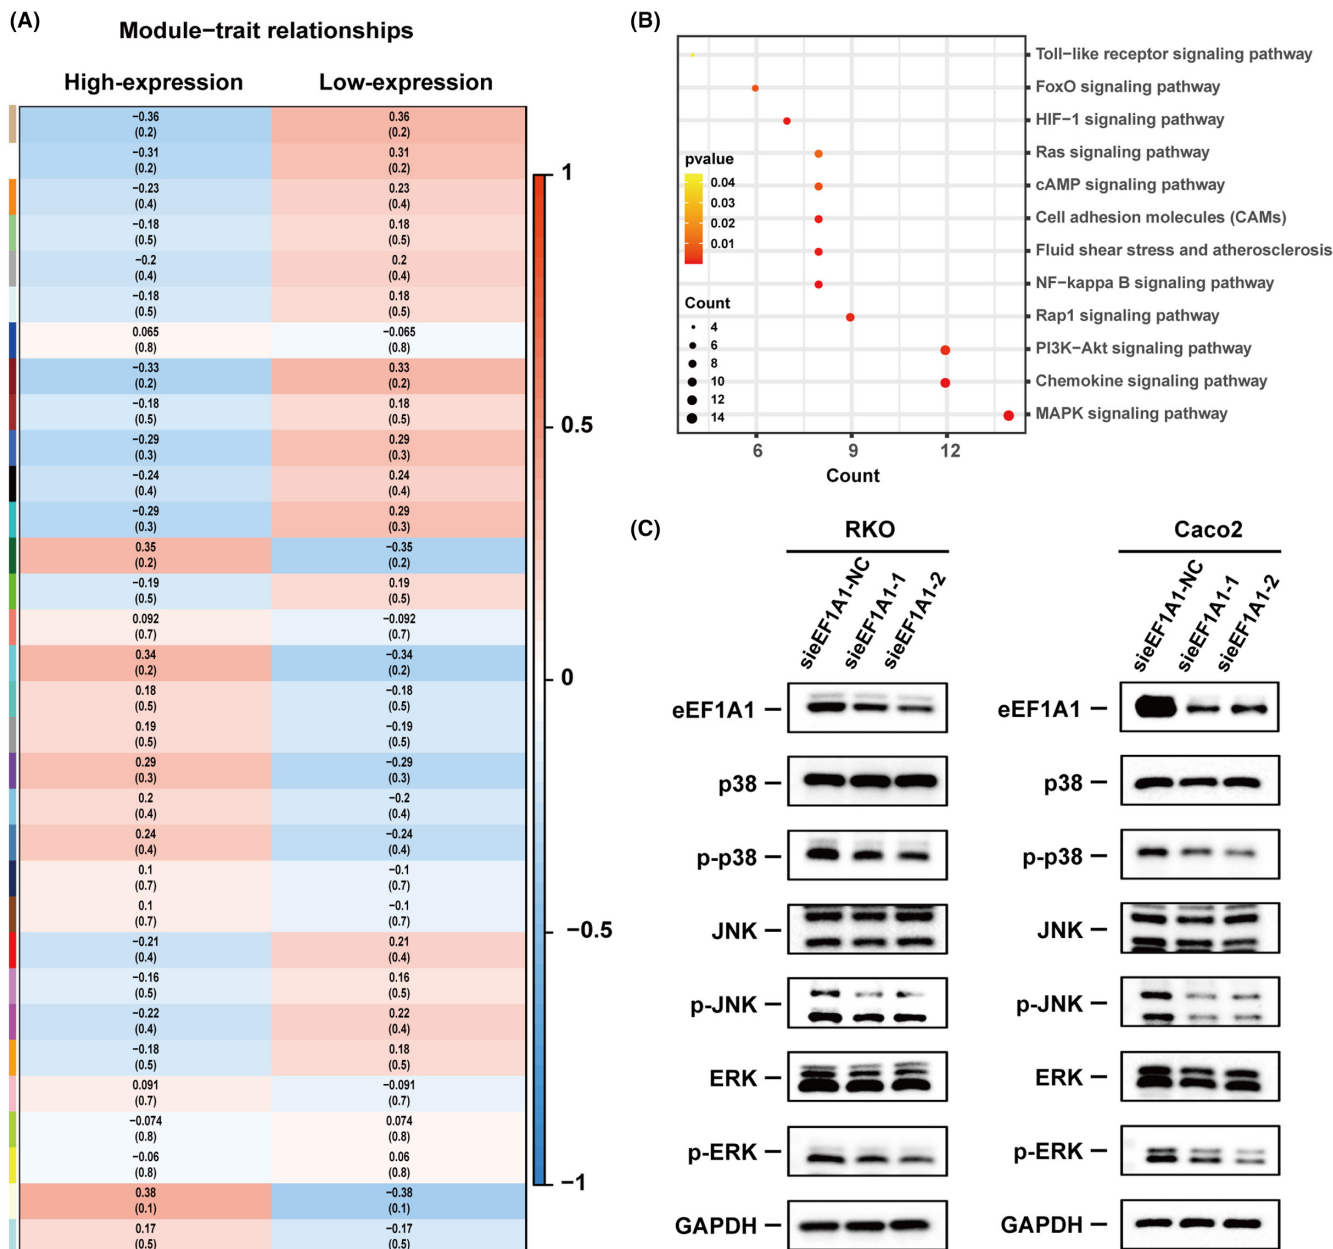 (A)
Module−trait relationships
High-expression Low-expression
−0.36 0.36
(0.2) (0.2)
−0.31 0.31
(0.2) (0.2)
−0.23 0.23
(0.4) (0.4)
−0.18 0.18
(0.5) (0.5)
−0.2 0.2
(0.4) (0.4)
−0.18 0.18
(0.5) (0.5)
0.065 −0.065
(0.8) (0.8)
−0.33 0.33
(0.2) (0.2)
−0.18 0.18
(0.5) (0.5)
−0.29 0.29
(0.3) (0.3)
−0.24 0.24
(0.4) (0.4)
−0.29 0.29
(0.3) (0.3)
0.35 −0.35
(0.2) (0.2)
−0.19 0.19
(0.5) (0.5)
0.092 −0.092
(0.7) (0.7)
0.34 −0.34
(0.2) (0.2)
0.18 −0.18
(0.5) (0.5)
0.19 −0.19
(0.5) (0.5)
0.29 −0.29
(0.3) (0.3)
0.2 −0.2
(0.4) (0.4)
0.24 −0.24
(0.4) (0.4)
0.1 −0.1
(0.7) (0.7)
0.1 −0.1
(0.7) (0.7)
−0.21 0.21
(0.4) (0.4)
−0.16 0.16
(0.5) (0.5)
−0.22 0.22
(0.4) (0.4)
−0.18 0.18
(0.5) (0.5)
0.091 −0.091
(0.7) (0.7)
−0.074 0.074
(0.8) (0.8)
−0.06 0.06
(0.8) (0.8)
0.38 −0.38
(0.1) (0.1)
0.17 −0.17
(0.5) (0.5)
1
0.5
0
−0.5
−1
(B)
Toll−like receptor signaling pathway
FoxO signaling pathway
HIF−1 signaling pathway
Ras signaling pathway
cAMP signaling pathway
Cell adhesion molecules (CAMs)
Fluid shear stress and atherosclerosis
NF−kappa B signaling pathway
Rap1 signaling pathway
PI3K−Akt signaling pathway
Chemokine signaling pathway
MAPK signaling pathway
pvalue
0.04
0.03
0.02
0.01
Count
4
6
8
10
12
14
6 9 12
Count
(C)
RKO Caco2
sieEF1A1-NC sieEF1A1-1 sieEF1A1-2 sieEF1A1-NC sieEF1A1-1 sieEF1A1-2
eEF1A1 eEF1A1
p38 p38
p-p38 p-p38
JNK JNK
p-JNK p-JNK
ERK ERK
p-ERK p-ERK
GAPDH GAPDH